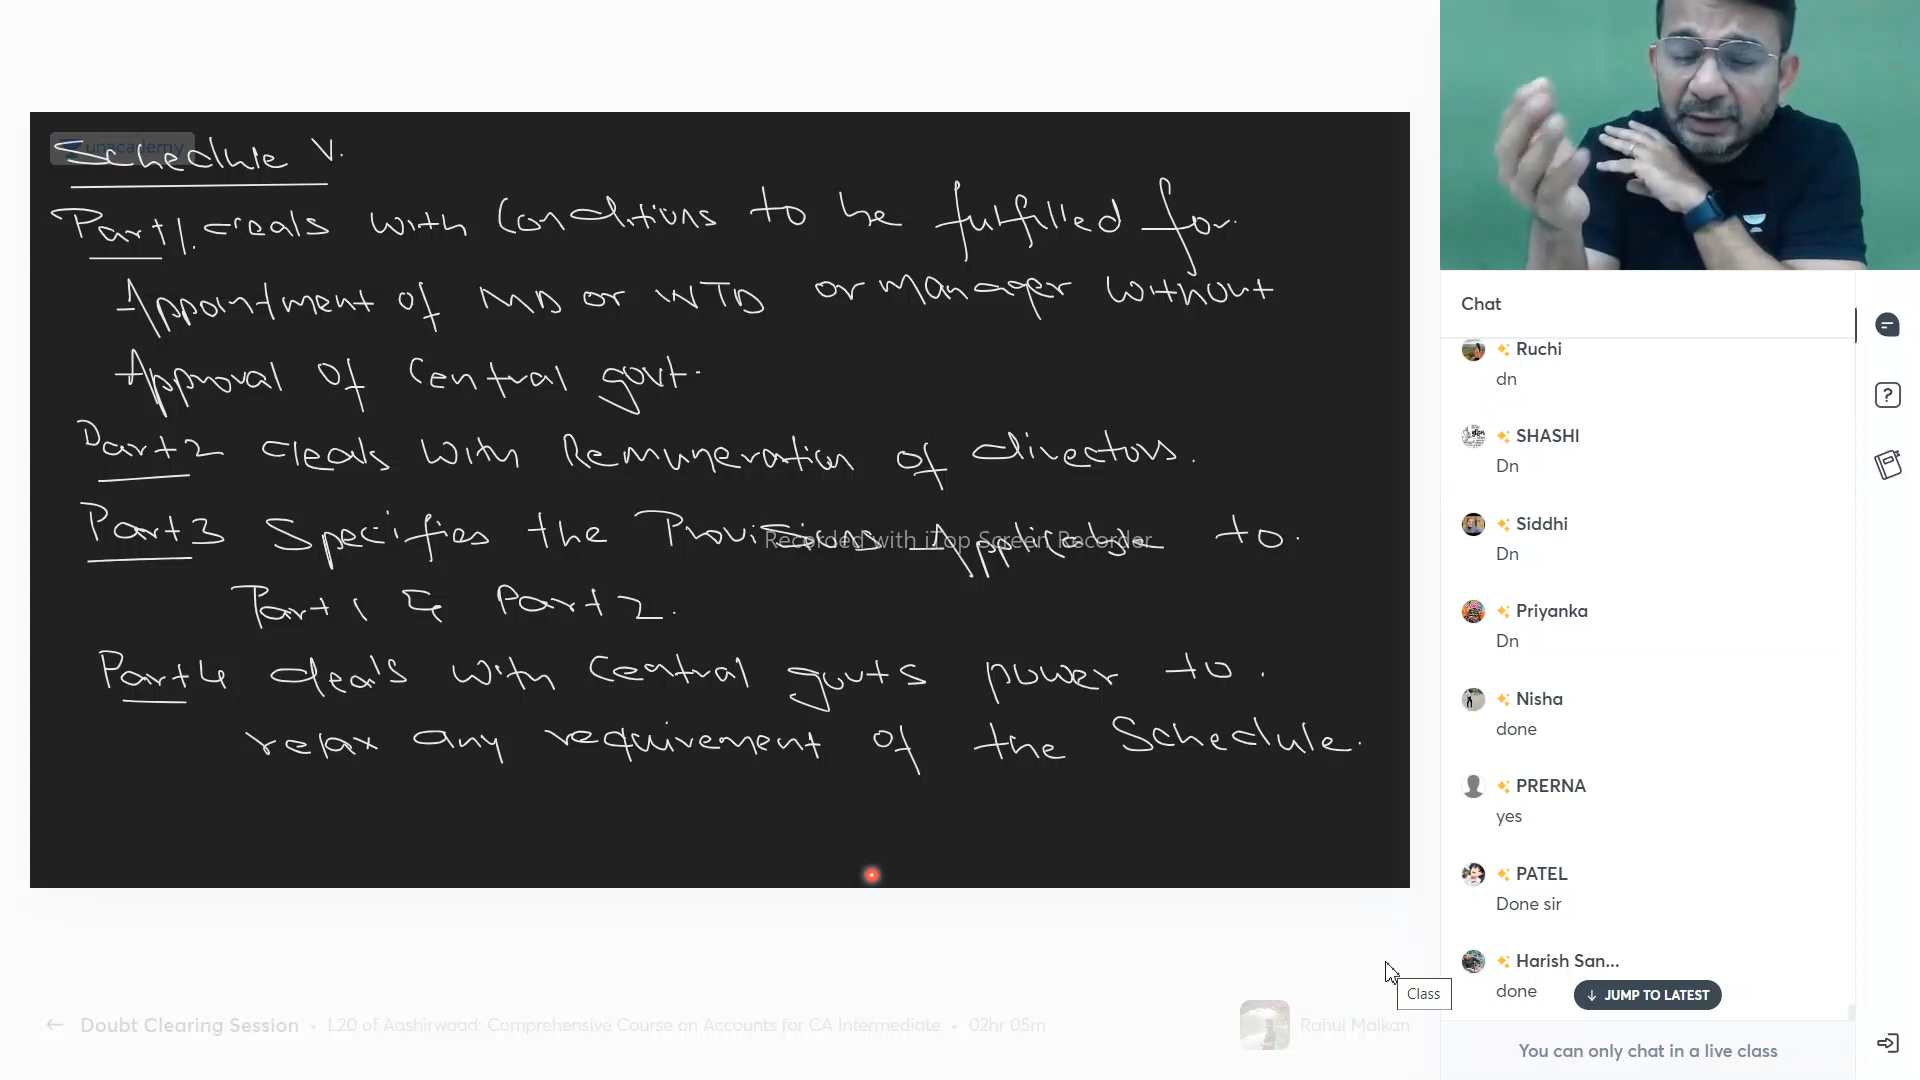 unacademy
Schedule V.
Part 1. deals with Conditions to be fulfilled for
Appointment of MD or WTD or manager without
Approval of Central govt.
Part 2 deals with Remuneration of directors.
Part 3 Specifies the Provisions Applicable to.
Part 1 & Part 2.
Part 4 deals with Central govts power to.
relax any requirement of the Schedule.
Recorded with iTop Screen Recorder
Chat
Ruchi
dn
SHASHI
Dn
Siddhi
Dn
Priyanka
Dn
Nisha
done
PRERNA
yes
PATEL
Done sir
Harish San...
done
JUMP TO LATEST
You can only chat in a live class
Class
Doubt Clearing Session • L20 of Aashirwaad: Comprehensive Course on Accounts for CA Intermediate • 02hr 05m
Rahul Malkan